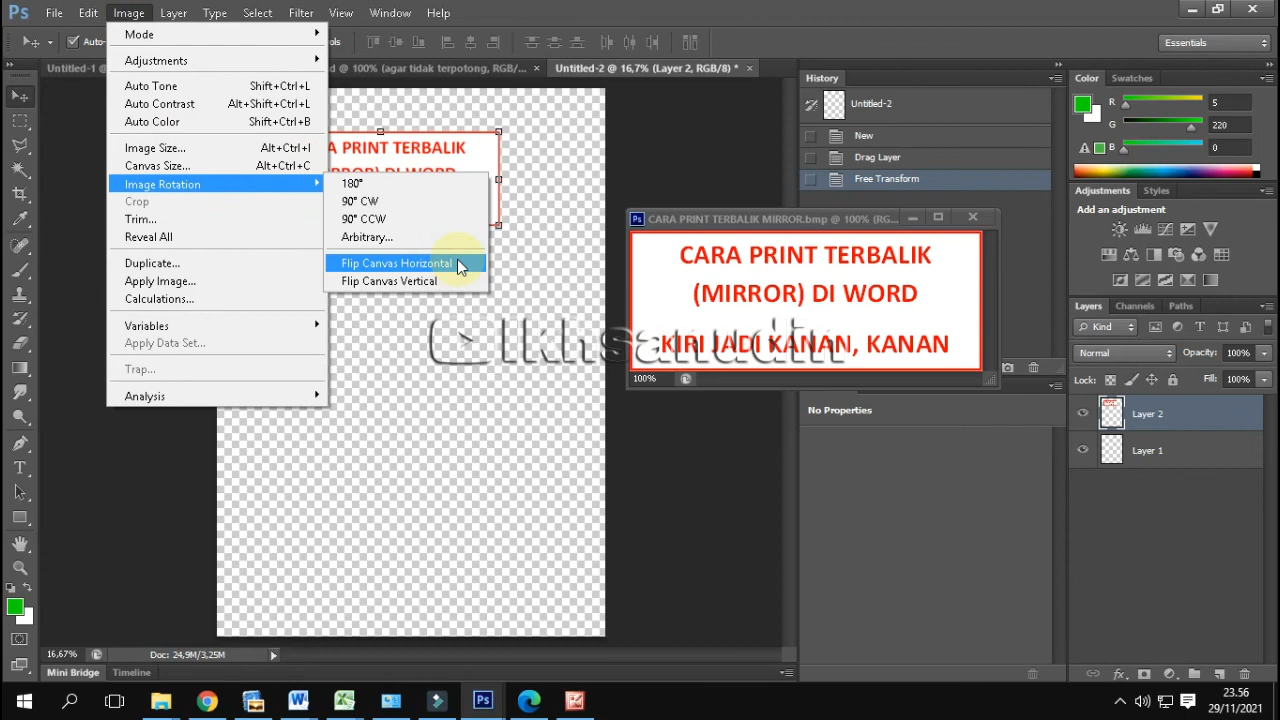 Ps File Edit Image Layer Type Select Filter View Window Help
Auto-
Essentials
Untitled-1
d @ 100% (agar tidak terpotong, RGB/... ×
Untitled-2 @ 16,7% (Layer 2, RGB/8) * ×
Mode
Adjustments
Auto Tone Shift+Ctrl+L
Auto Contrast Alt+Shift+Ctrl+L
Auto Color Shift+Ctrl+B
Image Size... Alt+Ctrl+I
Canvas Size... Alt+Ctrl+C
Image Rotation
Crop
Trim...
Reveal All
Duplicate...
Apply Image...
Calculations...
Variables
Apply Data Set...
Trap...
Analysis
180°
90° CW
90° CCW
Arbitrary...
Flip Canvas Horizontal
Flip Canvas Vertical
A PRINT TERBALIK
History
Untitled-2
New
Drag Layer
Free Transform
CARA PRINT TERBALIK MIRROR.bmp @ 100% (RG...
CARA PRINT TERBALIK
(MIRROR) DI WORD
KIRI JADI KANAN, KANAN
100%
Ikhsanudin
No Properties
Color Swatches
R 5
G 220
B 0
Adjustments Styles
Add an adjustment
Layers Channels Paths
Kind
Normal Opacity: 100%
Lock: Fill: 100%
Layer 2
Layer 1
16,67% Doc: 24,9M/3,25M
Mini Bridge Timeline
23.56
29/11/2021